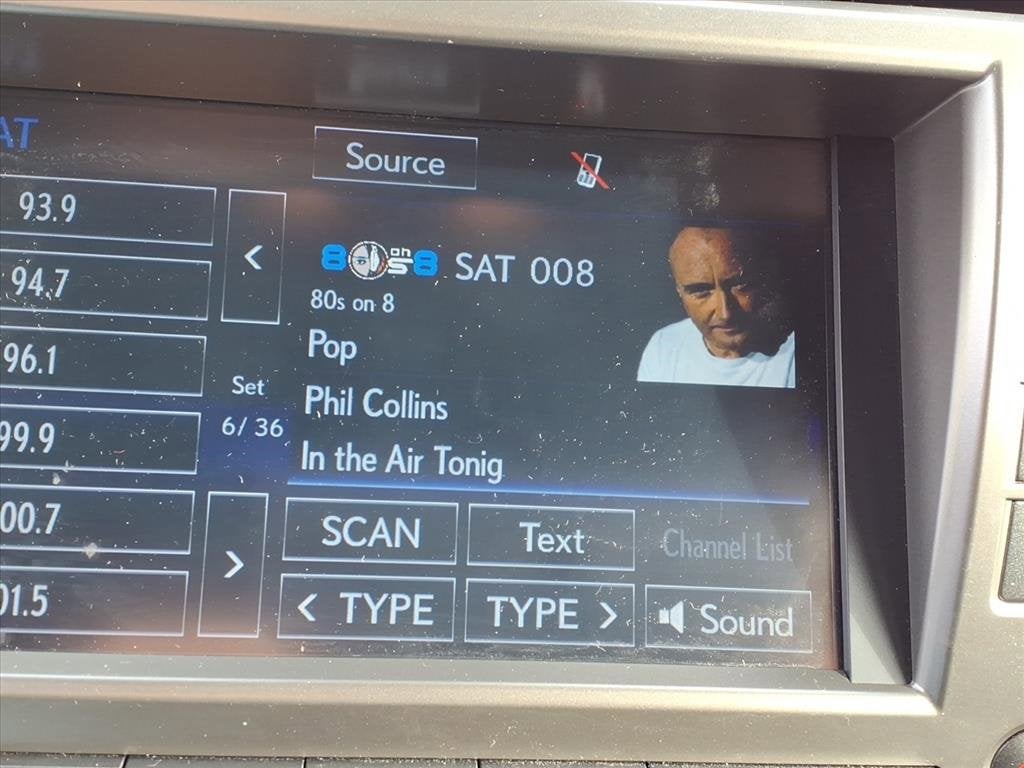 AT
Source
93.9
94.7
96.1
99.9
00.7
01.5
<
Set
6/ 36
>
80s on 8 SAT 008
80s on 8
Pop
Phil Collins
In the Air Tonig
SCAN
Text
Channel List
< TYPE
TYPE >
Sound